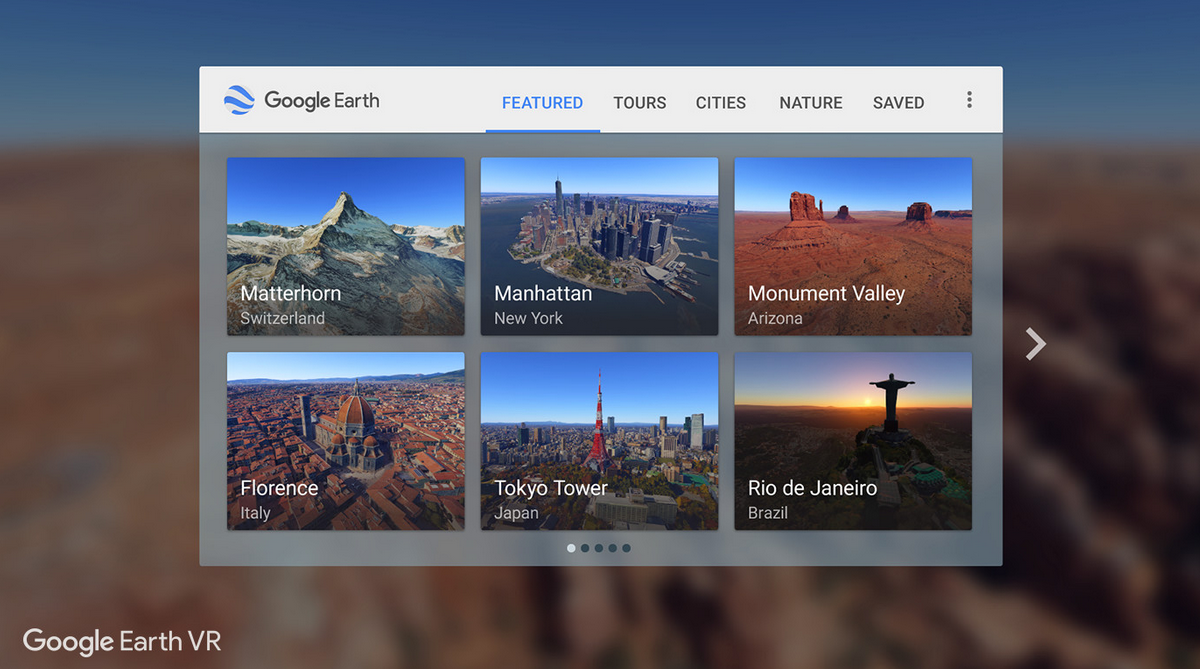 Google Earth
FEATURED TOURS CITIES NATURE SAVED
Matterhorn
Switzerland
Manhattan
New York
Monument Valley
Arizona
Florence
Italy
Tokyo Tower
Japan
Rio de Janeiro
Brazil
Google Earth VR